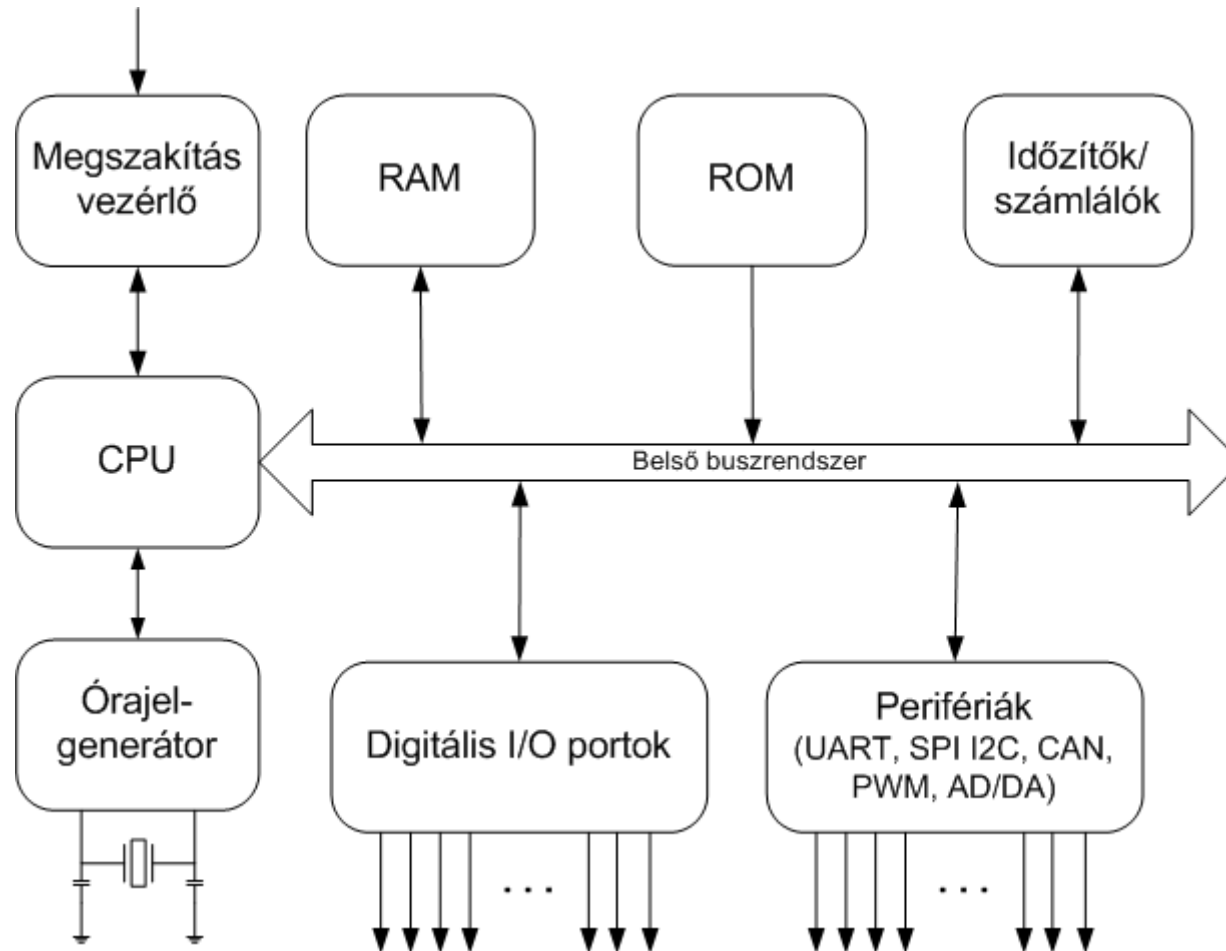 Megszakítás
vezérlő
RAM
ROM
Időzítők/
számlálók
CPU
Belső buszrendszer
Órajel-
generátor
Digitális I/O portok
Perifériák
(UART, SPI I2C, CAN,
PWM, AD/DA)